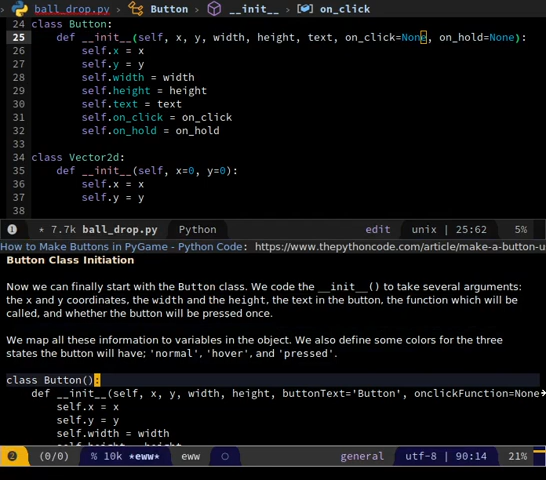 ball_drop.py › Button › __init__ › on_click
24 class Button:
25 def __init__(self, x, y, width, height, text, on_click=None, on_hold=None):
26 self.x = x
27 self.y = y
28 self.width = width
29 self.height = height
30 self.text = text
31 self.on_click = on_click
32 self.on_hold = on_hold
33
34 class Vector2d:
35 def __init__(self, x=0, y=0):
36 self.x = x
37 self.y = y
38
1 * 7.7k ball_drop.py Python edit unix | 25:62 5%
How to Make Buttons in PyGame - Python Code: https://www.thepythoncode.com/article/make-a-button-u
Button Class Initiation
Now we can finally start with the Button class. We code the __init__() to take several arguments:
the x and y coordinates, the width and the height, the text in the button, the function which will be
called, and whether the button will be pressed once.
We map all these information to variables in the object. We also define some colors for the three
states the button will have; 'normal', 'hover', and 'pressed'.
class Button():
def __init__(self, x, y, width, height, buttonText='Button', onclickFunction=None
self.x = x
self.y = y
self.width = width
self.height = height
2 (0/0) % 10k *eww* eww general utf-8 | 90:14 21%